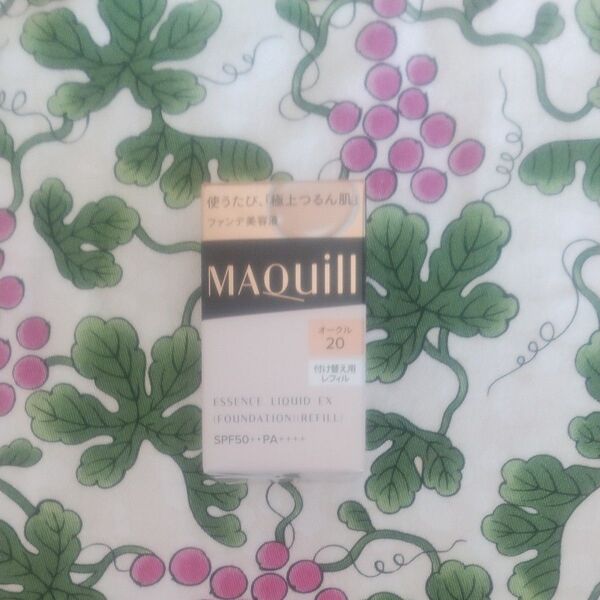 使うたび、「極上つるん肌」
ファンデ美容液
MAQuill
オークル
20
付け替え用
レフィル
ESSENCE LIQUID EX
(FOUNDATION)(REFILL)
SPF50++PA++++